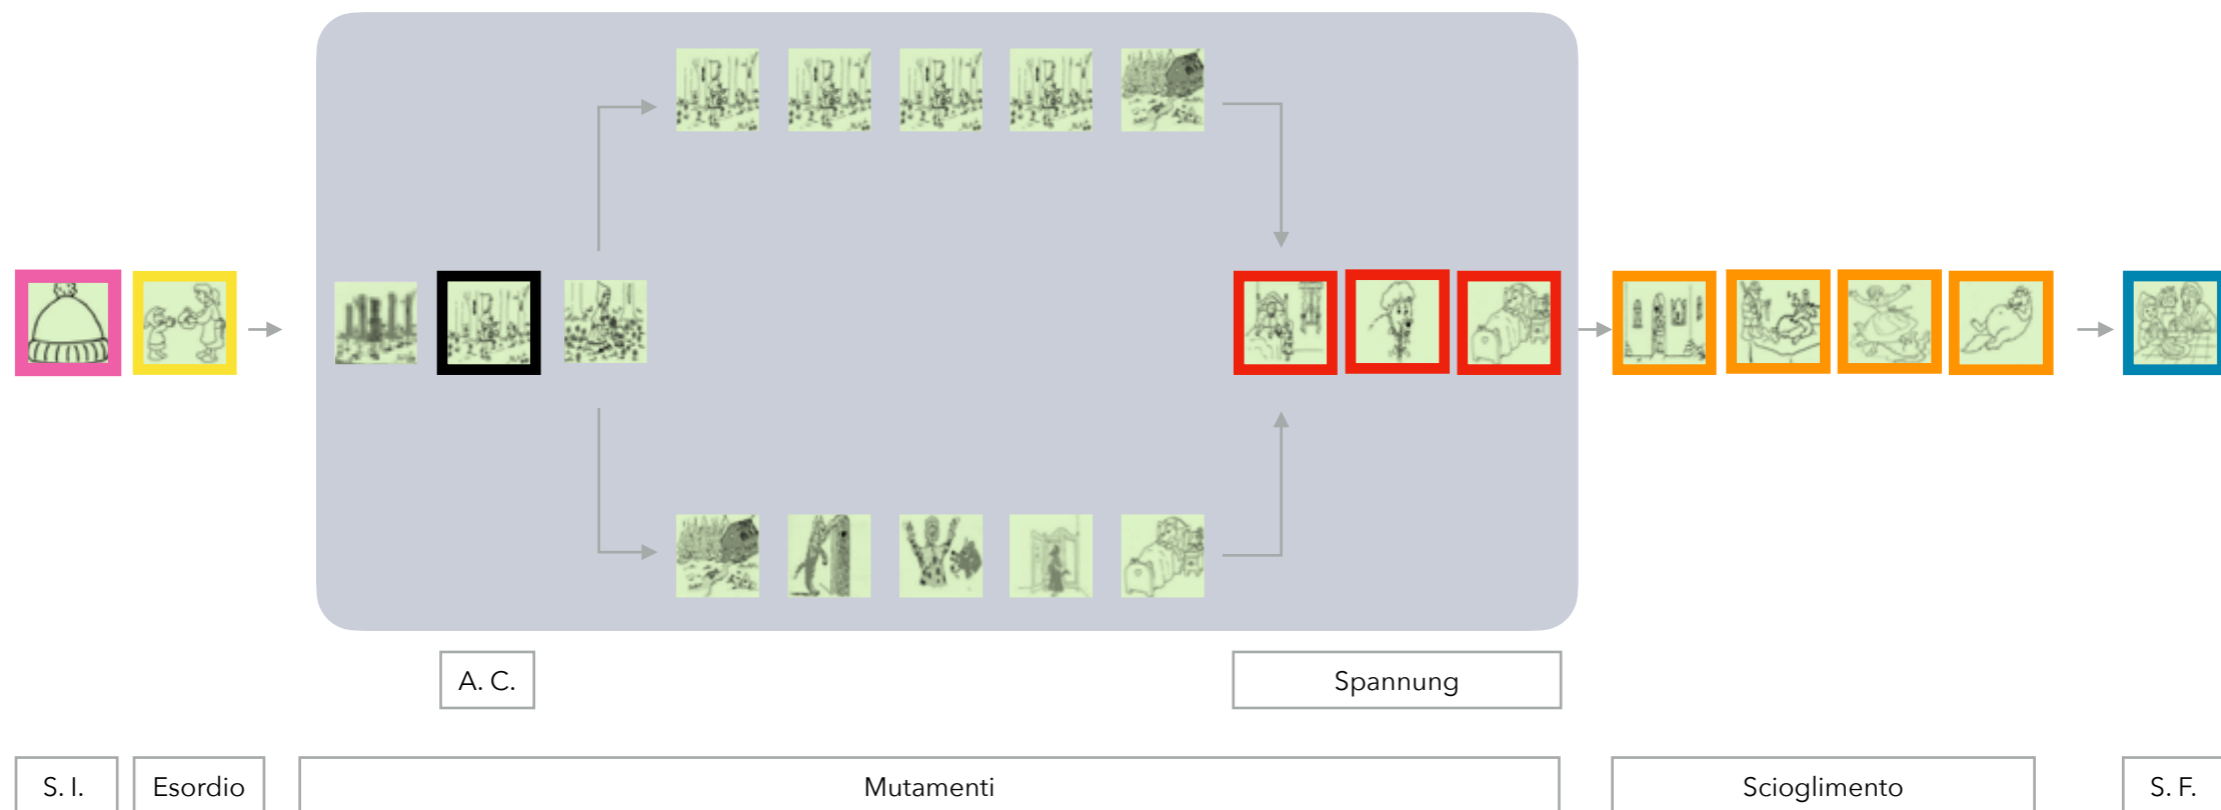 A. C.
Spannung
S. I.
Esordio
Mutamenti
Scioglimento
S. F.